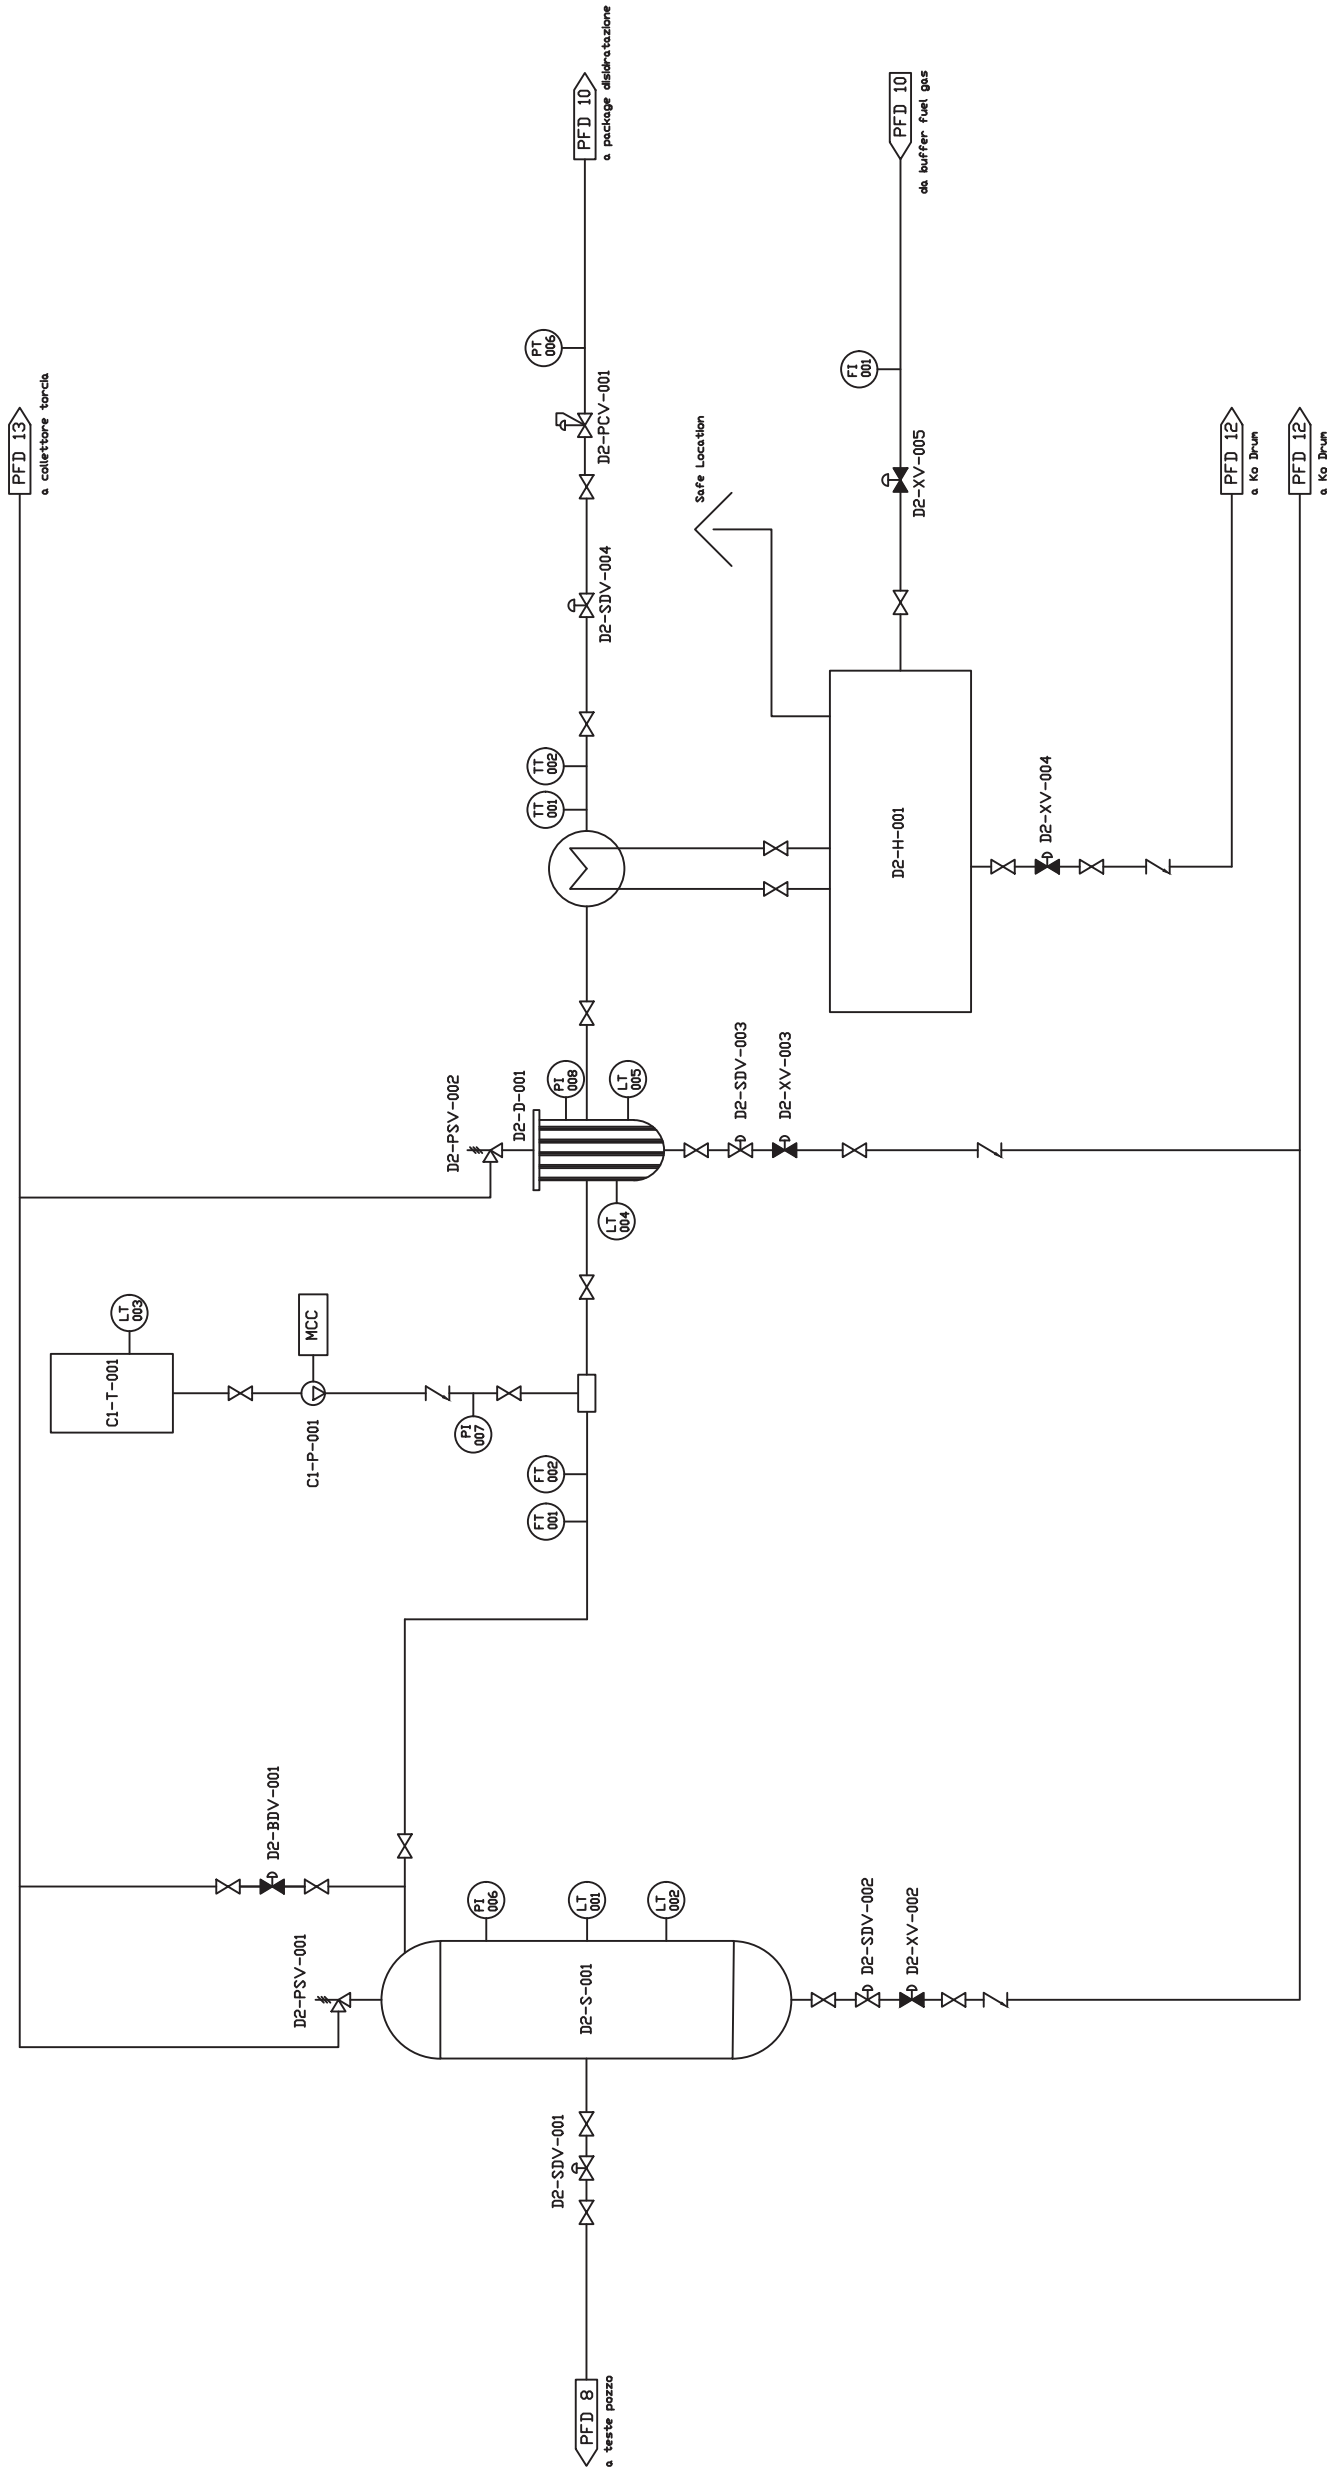 PFD 13
a collettore torcia
PFD 10
a package disidratazione
PFD 10
da buffer fuel gas
PT
006
D2-PCV-001
FI
001
D2-XV-005
Safe Location
PFD 12
a Ko Drum
PFD 12
a Ko Drum
D2-SDV-004
TT
002
TT
001
D2-H-001
D2-XV-004
D2-PSV-002
D2-D-001
PI
008
LT
005
LT
004
D2-SDV-003
D2-XV-003
LT
003
C1-T-001
MCC
C1-P-001
PI
007
FT
002
FT
001
D2-BDV-001
D2-PSV-001
PI
006
LT
001
LT
002
D2-S-001
D2-SDV-002
D2-XV-002
D2-SDV-001
PFD 8
a teste pozzo